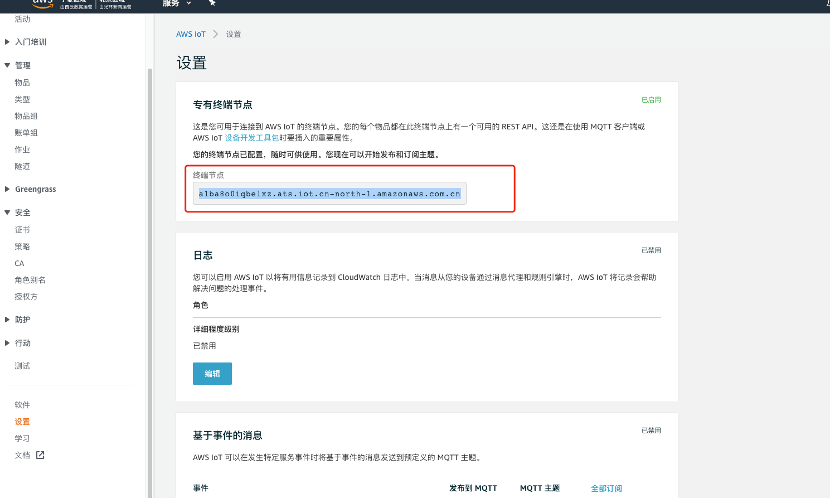 aws
服务
活动
入门培训
管理
物品
类型
物品组
账单组
作业
隧道
Greengrass
安全
证书
策略
CA
角色别名
授权方
防护
行动
测试
软件
设置
学习
文档
AWS IoT
设置
设置
专有终端节点
已启用
这是您可用于连接到 AWS IoT 的终端节点。您的每个物品都在此终端节点上有一个可用的 REST API。这还是在使用 MQTT 客户端或
AWS IoT 设备开发工具包时要插入的重要属性。
您的终端节点已配置，随时可供使用。您现在可以开始发布和订阅主题。
终端节点
日志
已禁用
您可以启用 AWS IoT 以将有用信息记录到 CloudWatch 日志中。当消息从您的设备通过消息代理和规则引擎时，AWS IoT 将记录会帮助
解决问题的处理事件。
角色
详细程度级别
已禁用
编辑
基于事件的消息
已禁用
AWS IoT 可以在发生特定服务事件时将基于事件的消息发送到预定义的 MQTT 主题。
事件
发布到 MQTT
MQTT 主题
全部订阅